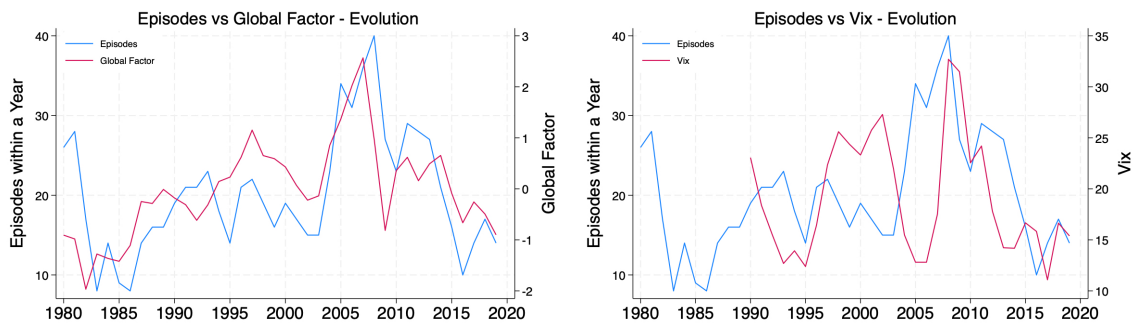 Episodes vs Global Factor - Evolution
Episodes
Global Factor
Episodes within a Year
40
30
20
10
Global Factor
3
2
1
0
-1
-2
1980 1985 1990 1995 2000 2005 2010 2015 2020
Episodes vs Vix - Evolution
Episodes
Vix
Episodes within a Year
40
30
20
10
Vix
35
30
25
20
15
10
1980 1985 1990 1995 2000 2005 2010 2015 2020